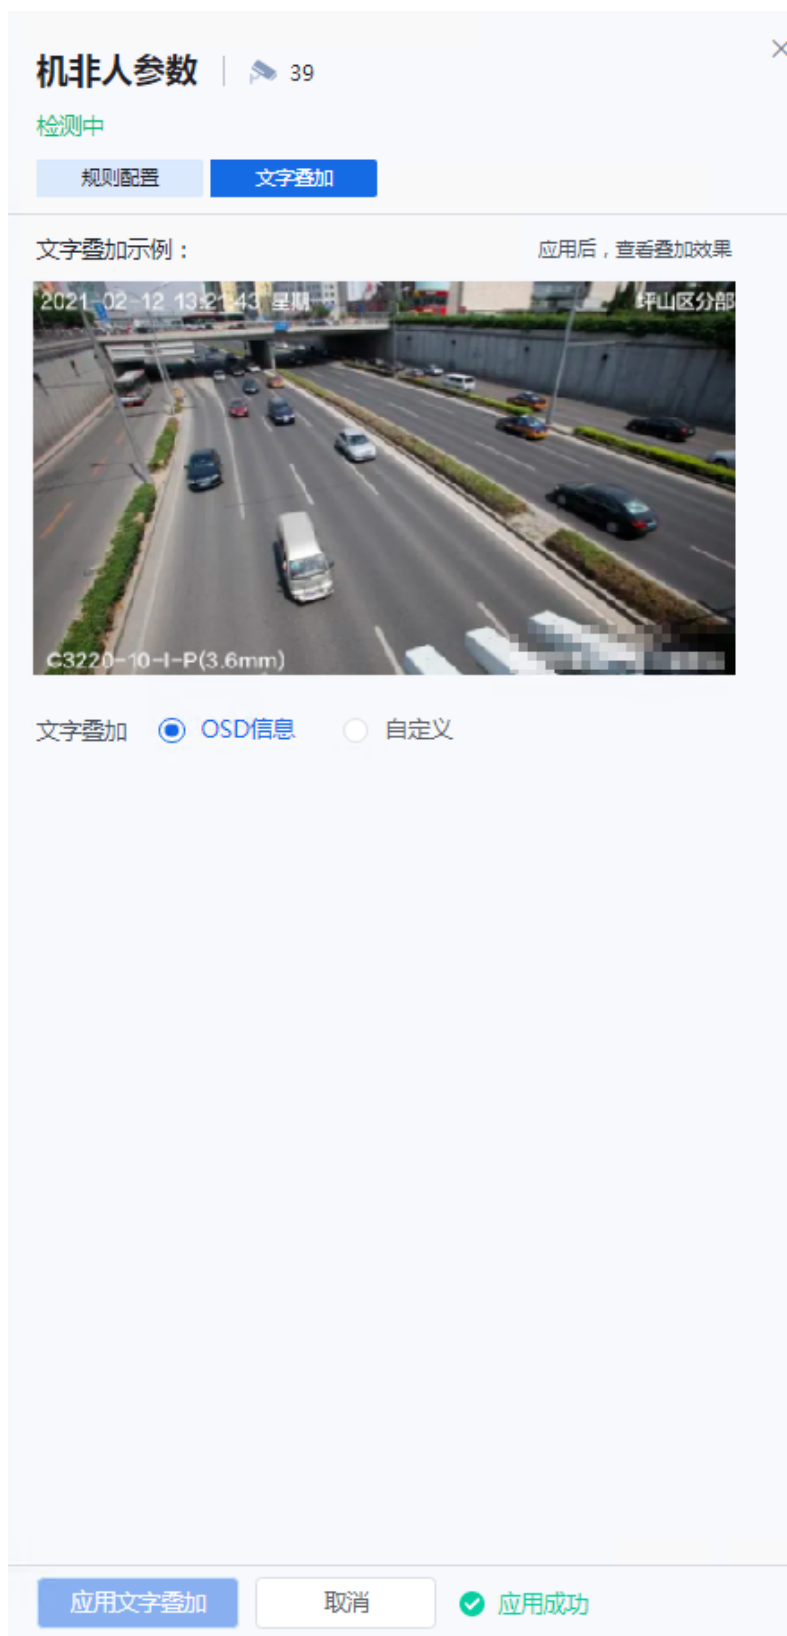 机非人参数 39
检测中
规则配置 文字叠加
文字叠加示例： 应用后，查看叠加效果
2021-02-12 13:21:43 星期 坪山区分部
C3220-10-I-P(3.6mm)
文字叠加 OSD信息 自定义
应用文字叠加 取消 应用成功